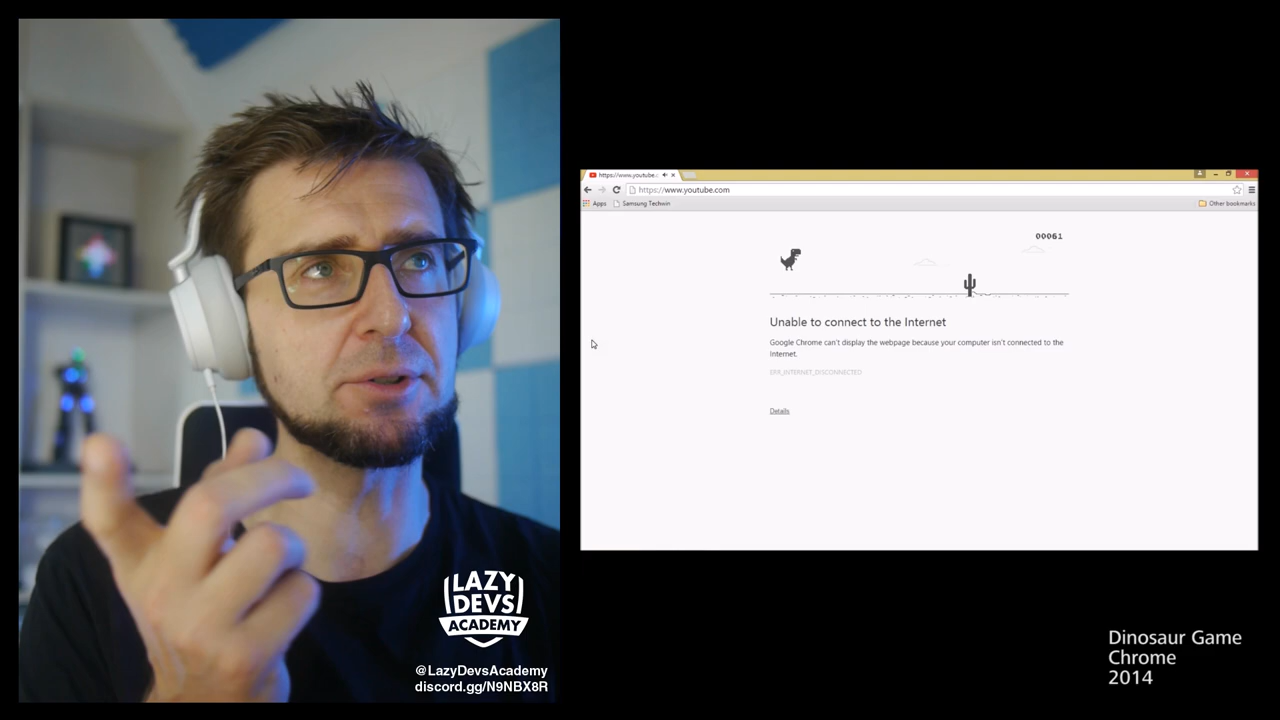 LAZY
DEVS
ACADEMY
@LazyDevsAcademy
discord.gg/N9NBX8R
https://www.youtube.c
https://www.youtube.com
Apps
Samsung Techwin
Other bookmarks
00061
Unable to connect to the Internet
Google Chrome can't display the webpage because your computer isn't connected to the
Internet.
ERR_INTERNET_DISCONNECTED
Details
Dinosaur Game
Chrome
2014